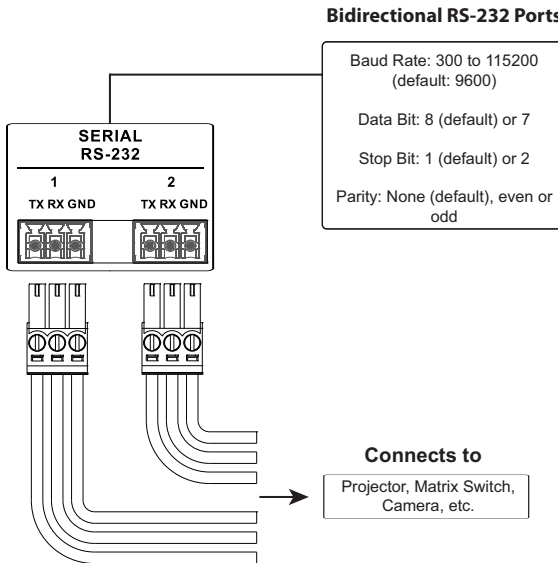 Bidirectional RS-232 Ports
Baud Rate: 300 to 115200
(default: 9600)
Data Bit: 8 (default) or 7
Stop Bit: 1 (default) or 2
Parity: None (default), even or
odd
SERIAL
RS-232
1 2
TX RX GND TX RX GND
Connects to
Projector, Matrix Switch,
Camera, etc.